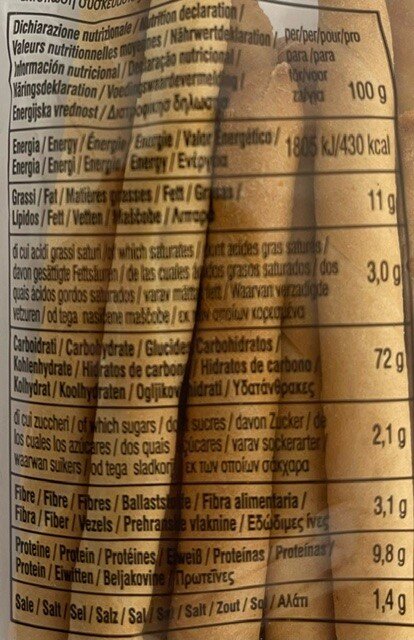 Dichiarazione nutrizionale / Nutrition declaration /
Valeurs nutritionnelles moyennes / Nährwertdeklaration / per/per/pour/pro
Información nutricional / Declaração nutricional / para /para
Näringsdeklaration / Voedingswaardevermelding / för/voor
Energijska vrednost / Διατροφική δήλωση za/για 100 g
Energia / Energy / Énergie / Energie / Valor Energético / 1805 kJ/430 kcal
Energia / Energi / Energie / Energy / Ενέργεια
Grassi / Fat / Matières grasses / Fett / Grasas / 11 g
Lipidos / Fett / Vetten / Maščobe / Λιπαρά
di cui acidi grassi saturi / of which saturates / dont acides gras saturés /
davon gesättigte Fettsäuren / de las cuales ácidos grasos saturados / dos 3,0 g
quais ácidos gordos saturados / varav mättat fett / Waarvan verzadigde
vetzuren / od tega nasičene maščobe / εκ των οποίων κορεσμένα
Carboidrati / Carbohydrate / Glucides / Carbohidratos /
Kohlenhydrate / Hidratos de carbon / Hidratos de carbono / 72 g
Kolhydrat / Koolhydraten / Ogljikovi hidrati / Υδατάνθρακες
di cui zuccheri / of which sugars / dont sucres / davon Zucker / de
los cuales los azúcares / dos quais açúcares / varav sockerarter 2,1 g
waarvan suikers / od tega sladkorji εκ των οποίων σάκχαρα
Fibre / Fibre / Fibres / Ballaststoffe / Fibra alimentaria / 3,1 g
Fibra / Fiber / Vezels / Prehranske vlaknine / Εδώδιμες ίνες
Proteine / Protein / Protéines / Eiweiß / Proteínas / Proteínas 9,8 g
Protein / Eiwitten / Beljakovine / Πρωτεΐνες
Sale / Salt / Sel / Salz / Sal / Sal / Salt / Zout / Sol / Αλάτι 1,4 g